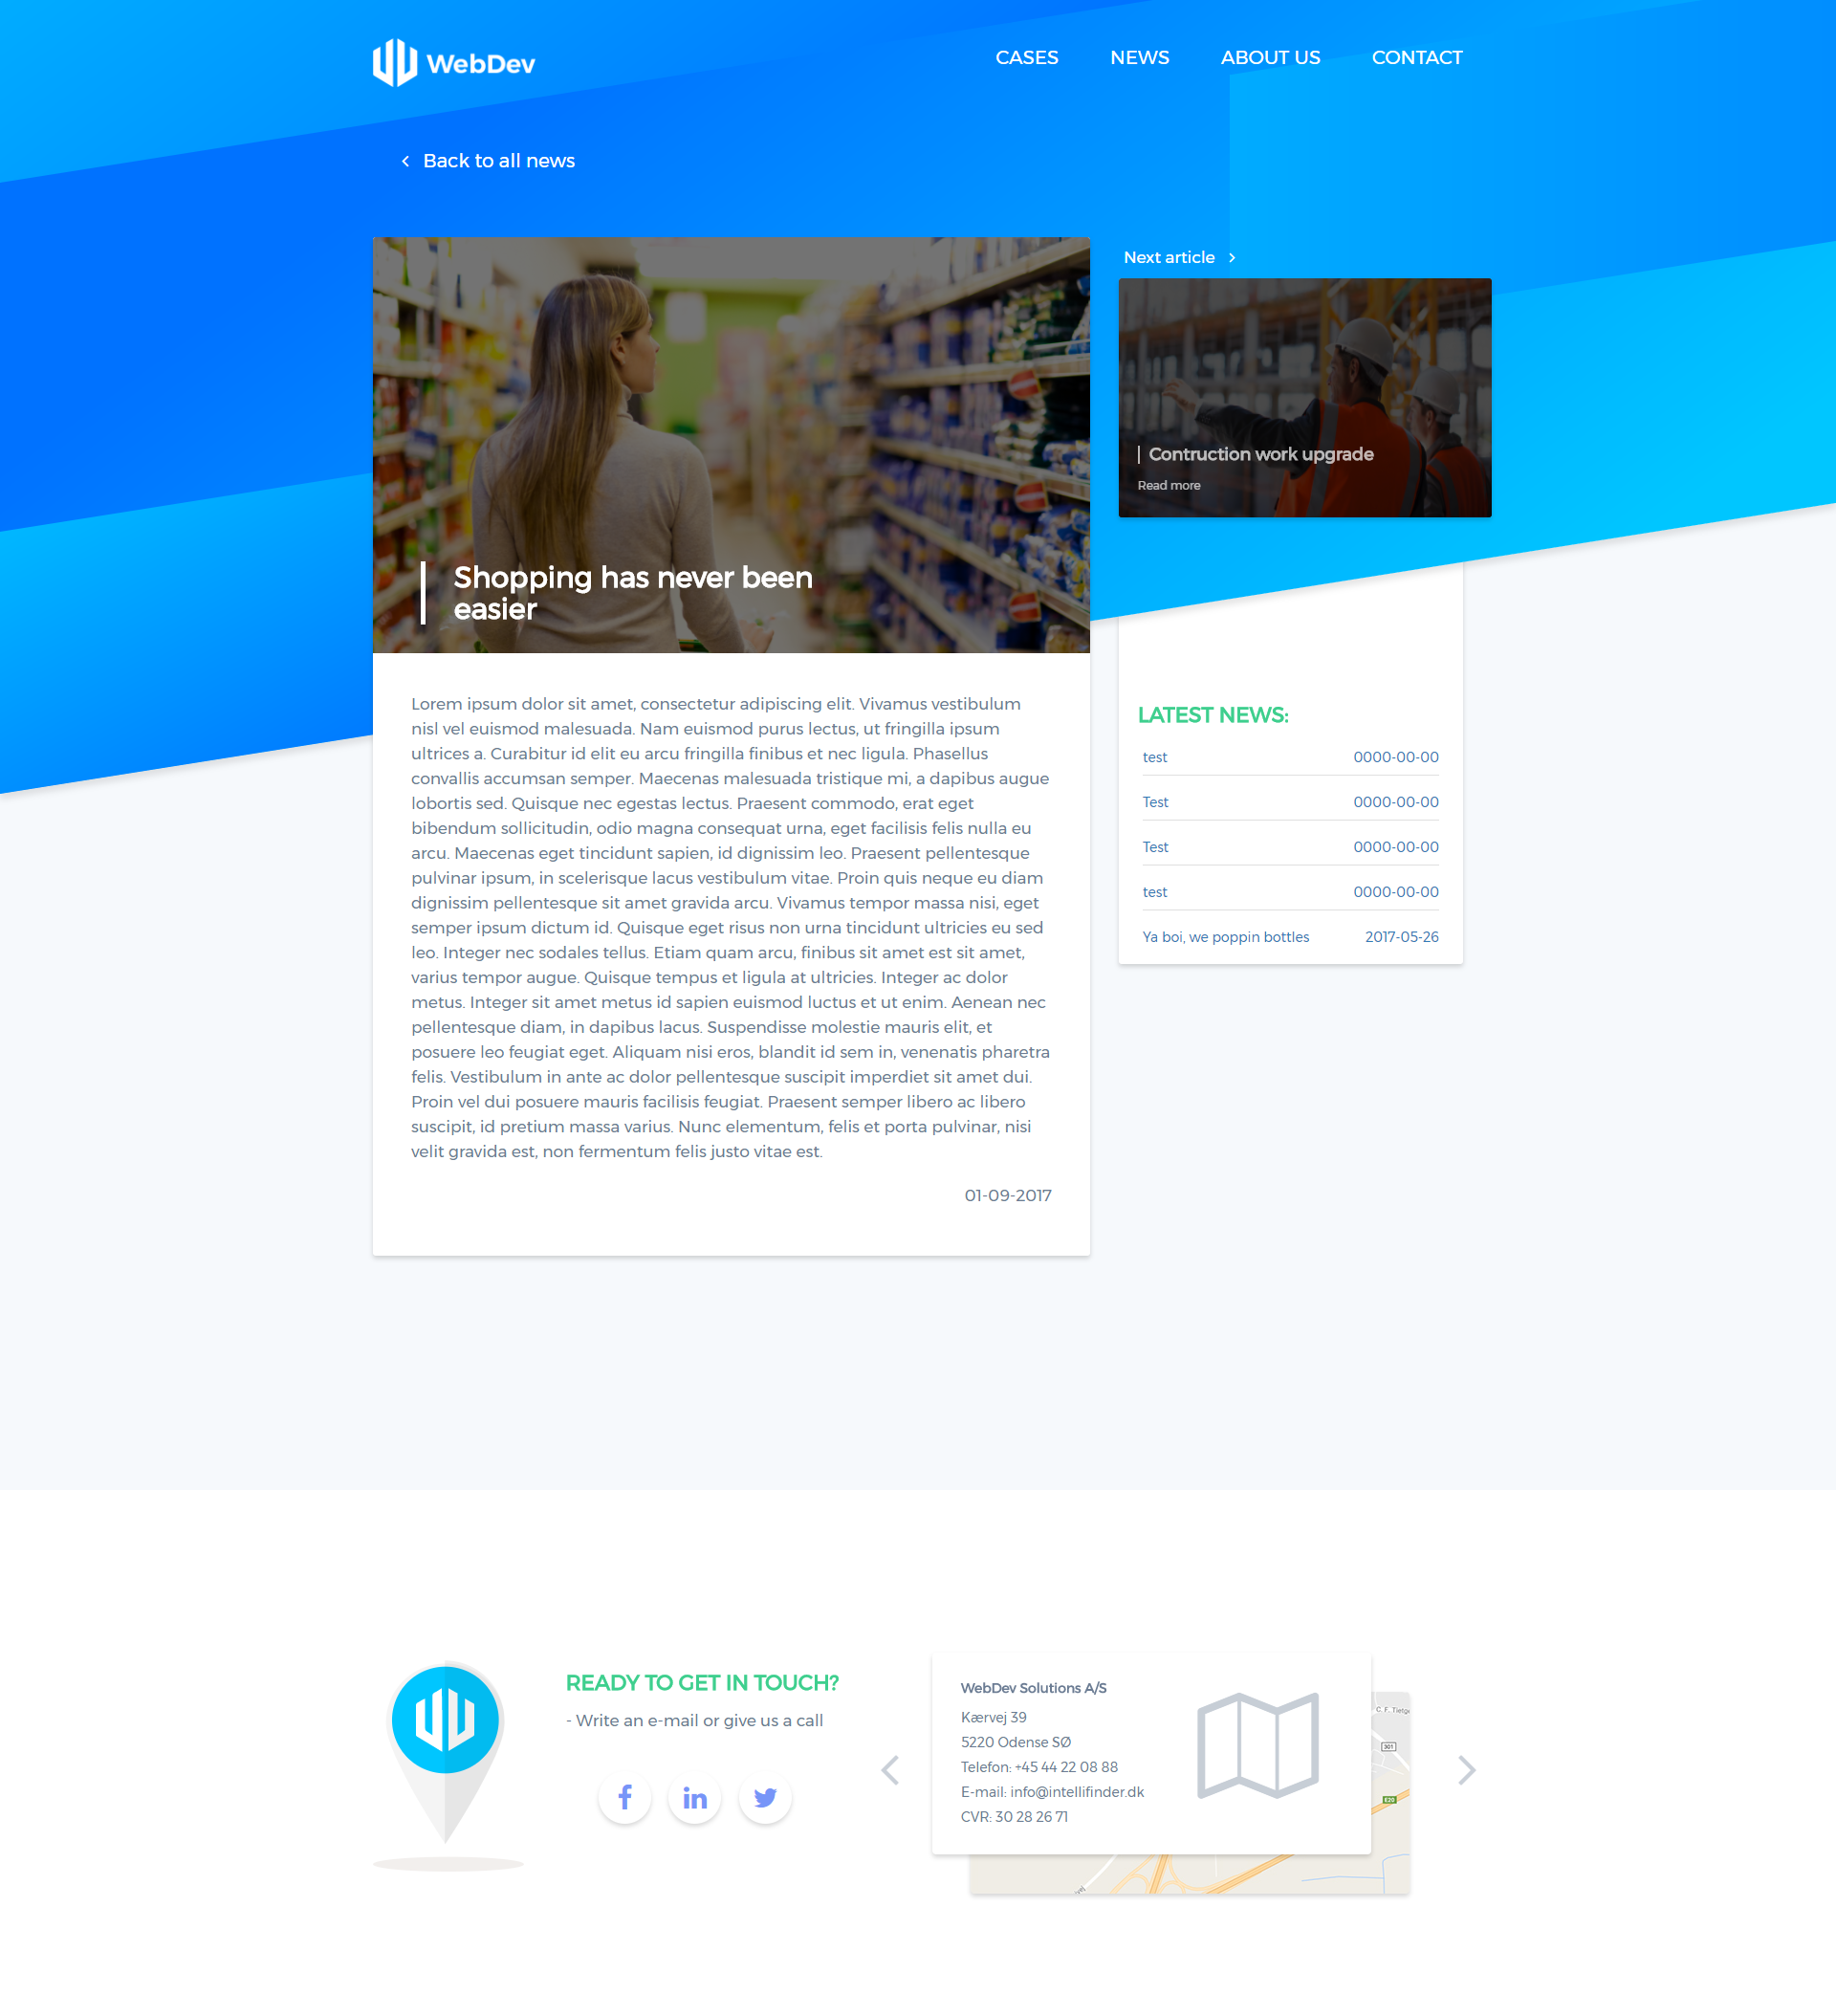 WebDev
CASES NEWS ABOUT US CONTACT
Back to all news
Next article
Contruction work upgrade
Read more
Shopping has never been
easier
Lorem ipsum dolor sit amet, consectetur adipiscing elit. Vivamus vestibulum
nisl vel euismod malesuada. Nam euismod purus lectus, ut fringilla ipsum
ultrices a. Curabitur id elit eu arcu fringilla finibus et nec ligula. Phasellus
convallis accumsan semper. Maecenas malesuada tristique mi, a dapibus augue
lobortis sed. Quisque nec egestas lectus. Praesent commodo, erat eget
bibendum sollicitudin, odio magna consequat urna, eget facilisis felis nulla eu
arcu. Maecenas eget tincidunt sapien, id dignissim leo. Praesent pellentesque
pulvinar ipsum, in scelerisque lacus vestibulum vitae. Proin quis neque eu diam
dignissim pellentesque sit amet gravida arcu. Vivamus tempor massa nisi, eget
semper ipsum dictum id. Quisque eget risus non urna tincidunt ultricies eu sed
leo. Integer nec sodales tellus. Etiam quam arcu, finibus sit amet est sit amet,
varius tempor augue. Quisque tempus et ligula at ultricies. Integer ac dolor
metus. Integer sit amet metus id sapien euismod luctus et ut enim. Aenean nec
pellentesque diam, in dapibus lacus. Suspendisse molestie mauris elit, et
posuere leo feugiat eget. Aliquam nisi eros, blandit id sem in, venenatis pharetra
felis. Vestibulum in ante ac dolor pellentesque suscipit imperdiet sit amet dui.
Proin vel dui posuere mauris facilisis feugiat. Praesent semper libero ac libero
suscipit, id pretium massa varius. Nunc elementum, felis et porta pulvinar, nisi
velit gravida est, non fermentum felis justo vitae est.
01-09-2017
LATEST NEWS:
test 0000-00-00
Test 0000-00-00
Test 0000-00-00
test 0000-00-00
Ya boi, we poppin bottles 2017-05-26
READY TO GET IN TOUCH?
- Write an e-mail or give us a call
WebDev Solutions A/S
Kærvej 39
5220 Odense SØ
Telefon: +45 44 22 08 88
E-mail: info@intellifinder.dk
CVR: 30 28 26 71
C. F. Tietge
301
E20